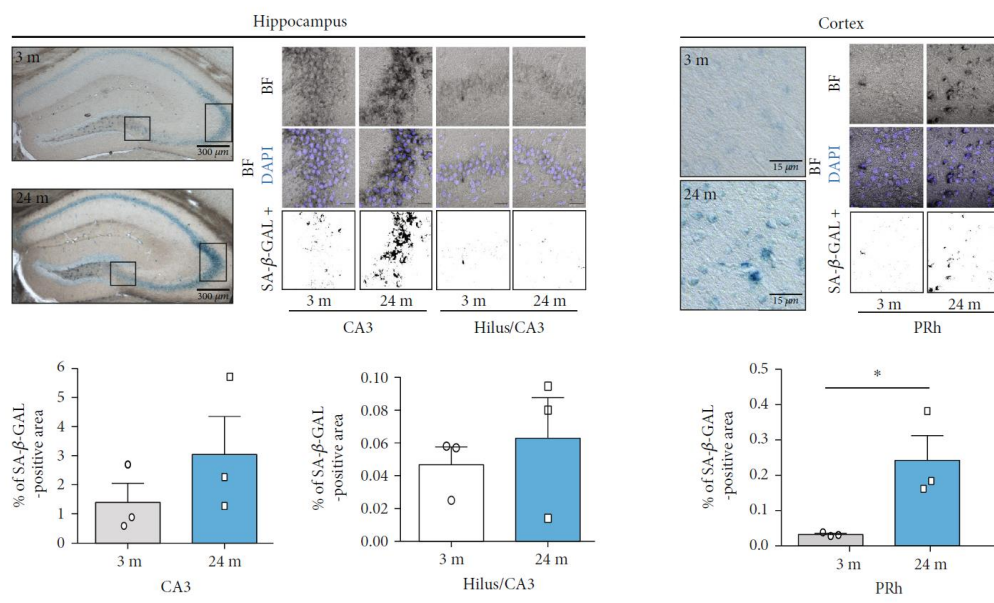 Hippocampus
Cortex
3 m
300 μm
24 m
300 μm
BF
BF
DAPI
SA-β-GAL +
3 m
24 m
3 m
24 m
CA3
Hilus/CA3
3 m
15 μm
24 m
15 μm
BF
BF
DAPI
SA-β-GAL +
3 m
24 m
PRh
% of SA-β-GAL
-positive area
6
5
4
3
2
1
0
3 m
24 m
CA3
% of SA-β-GAL
-positive area
0.10
0.08
0.06
0.04
0.02
0.00
3 m
24 m
Hilus/CA3
% of SA-β-GAL
-positive area
0.5
0.4
0.3
0.2
0.1
0.0
*
3 m
24 m
PRh